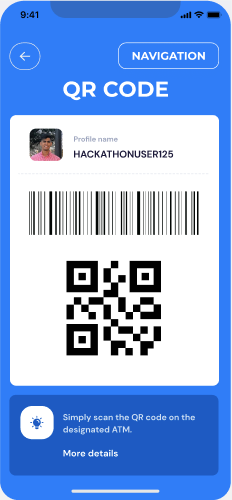 9:41
NAVIGATION
QR CODE
Profile name
HACKATHONUSER125
Simply scan the QR code on the
designated ATM.
More details